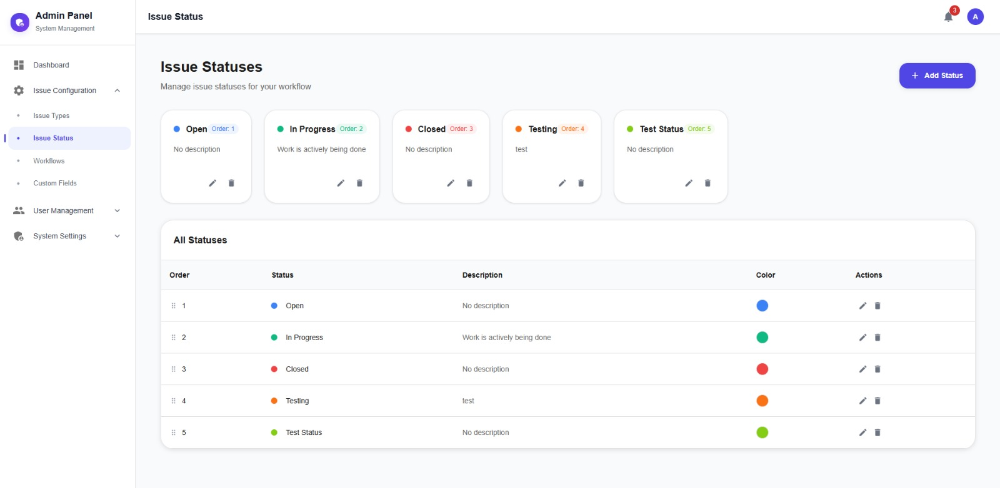 Admin Panel
System Management
Dashboard
Issue Configuration
Issue Types
Issue Status
Workflows
Custom Fields
User Management
System Settings
Issue Status
3
A
Issue Statuses
Manage issue statuses for your workflow
Add Status
Open Order: 1
No description
In Progress Order: 2
Work is actively being done
Closed Order: 3
No description
Testing Order: 4
test
Test Status Order: 5
No description
All Statuses
Order Status Description Color Actions
1 Open No description
2 In Progress Work is actively being done
3 Closed No description
4 Testing test
5 Test Status No description